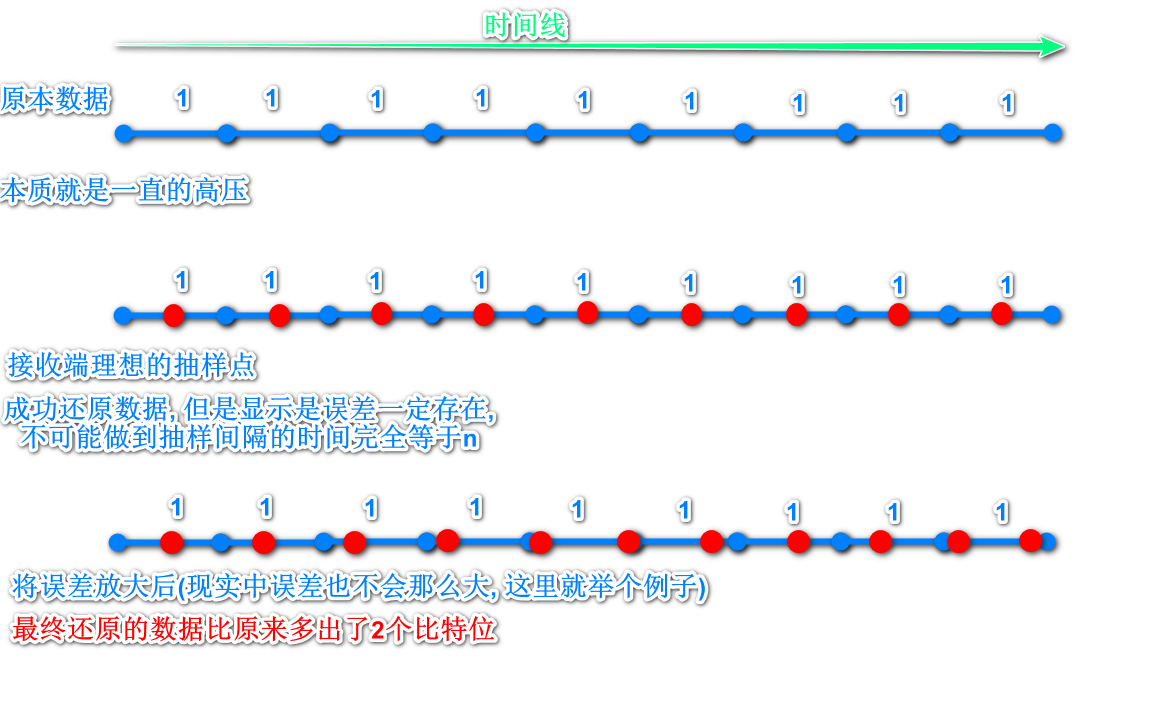 时间线
原本数据 1 1 1 1 1 1 1 1 1
本质就是一直的高压
1 1 1 1 1 1 1 1 1
接收端理想的抽样点
成功还原数据, 但是显示是误差一定存在,
不可能做到抽样间隔的时间完全等于n
1 1 1 1 1 1 1 1 1
将误差放大后(现实中误差也不会那么大, 这里就举个例子)
最终还原的数据比原来多出了2个比特位